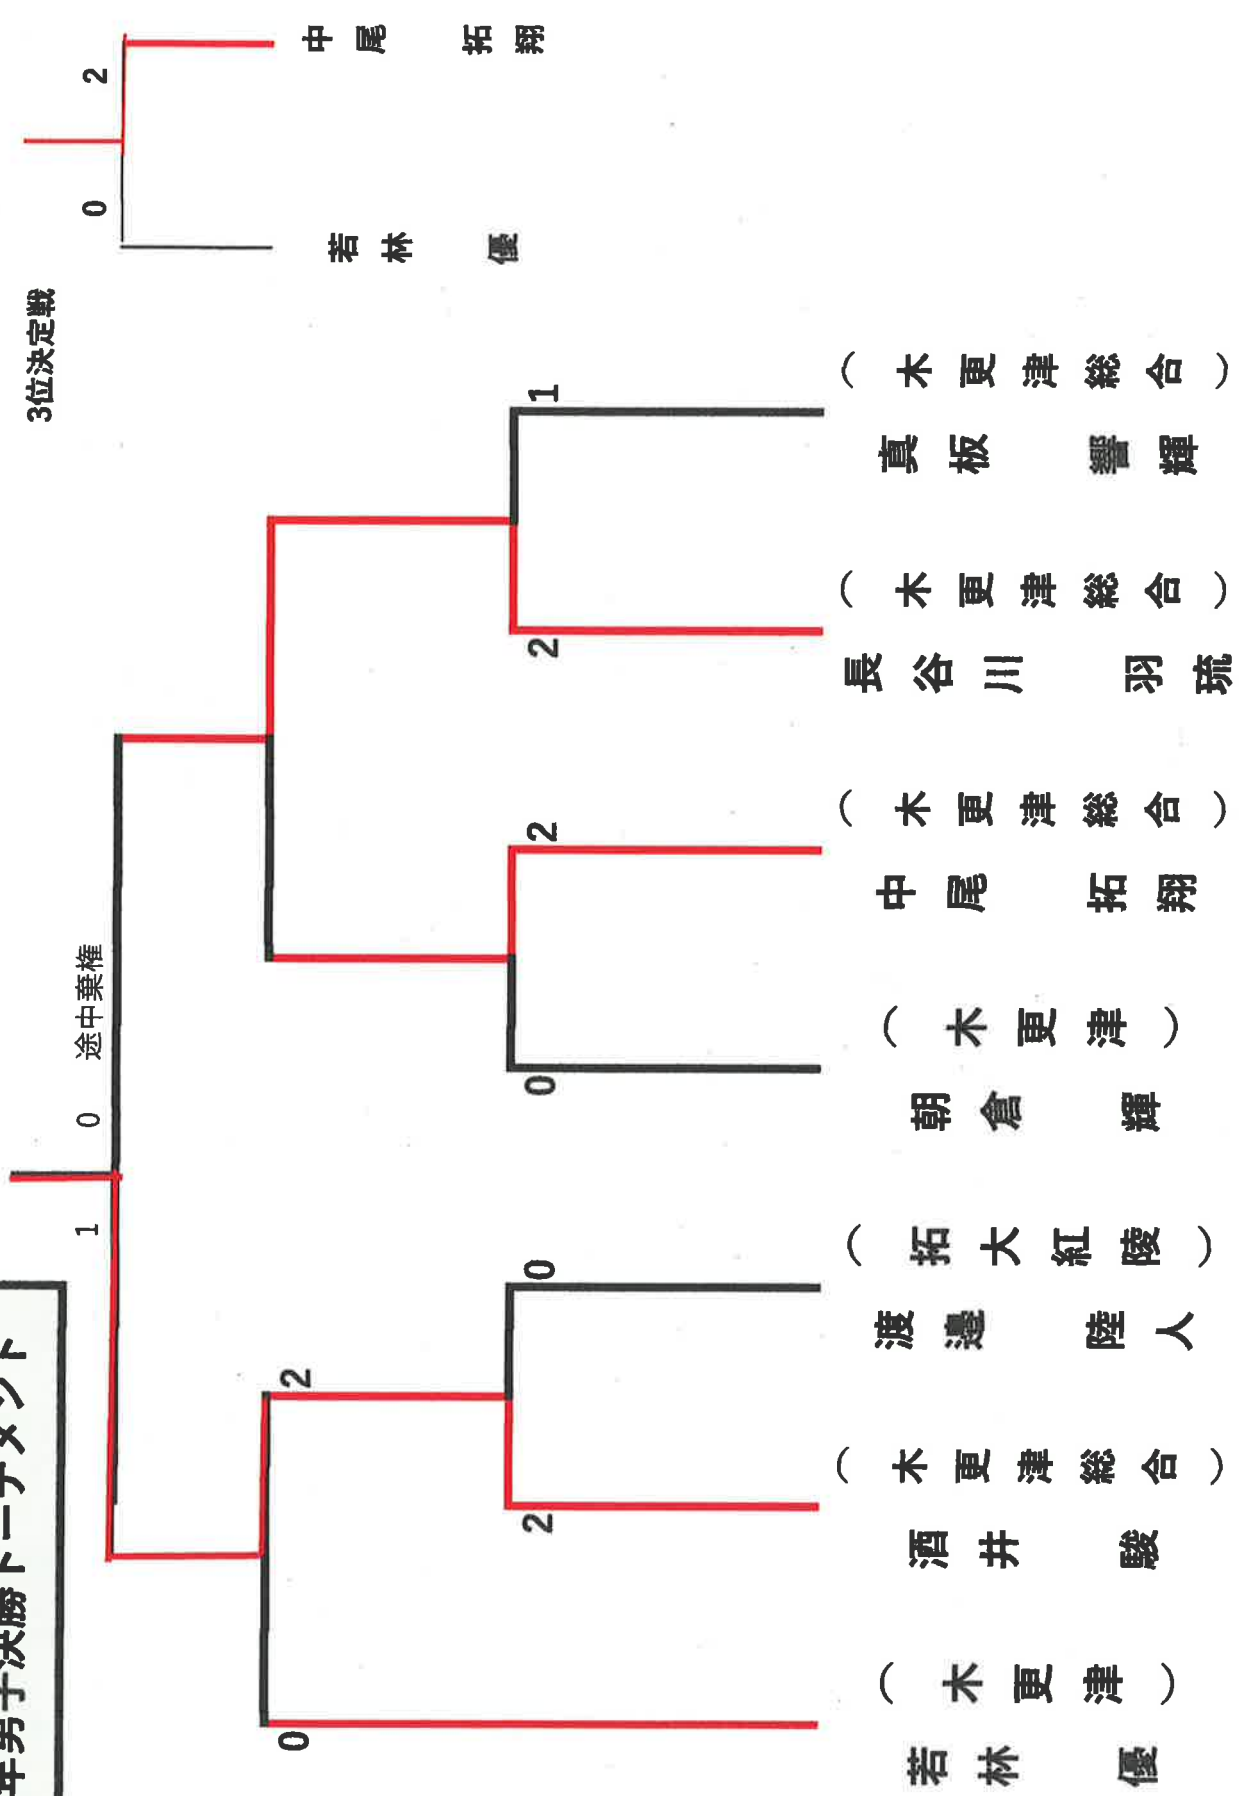 年男子決勝トーナメント
1
0 途中棄権
3位決定戦
0
2
若林 優
中尾 拓翔
0
2
2
0
0
2
2
1
若林 優
(木更津)
酒井 駿
(木更津総合)
渡邉 陸人
(拓大紅陵)
朝倉 輝
(木更津)
中尾 拓翔
(木更津総合)
長谷川 羽琉
(木更津総合)
真板 響輝
(木更津総合)